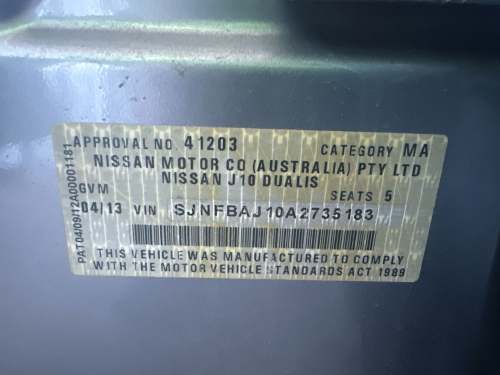 APPROVAL NO. 41203 CATEGORY MA
NISSAN MOTOR CO (AUSTRALIA) PTY LTD
NISSAN J10 DUALIS
GVM SEATS 5
04/13 VIN SJNFBAJ10A2735183
THIS VEHICLE WAS MANUFACTURED TO COMPLY
WITH THE MOTOR VEHICLE STANDARDS ACT 1989
PAT04/09/12A00001181